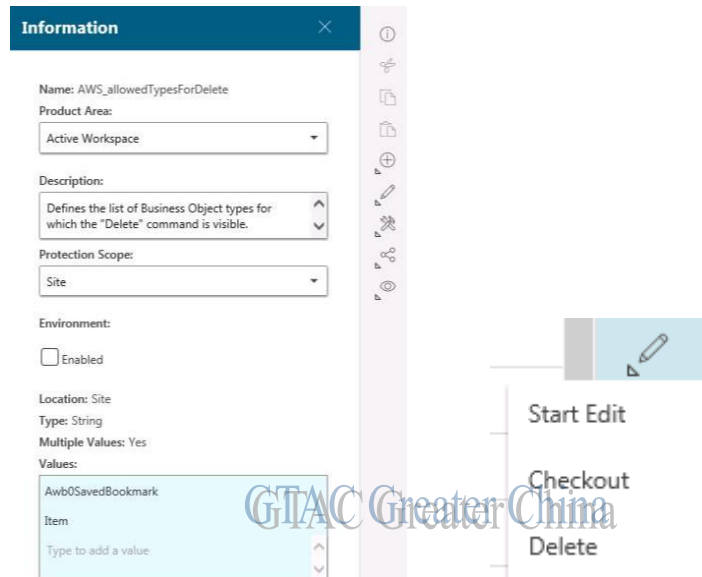 Information
Name: AWS_allowedTypesForDelete
Product Area:
Active Workspace
Description:
Defines the list of Business Object types for
which the "Delete" command is visible.
Protection Scope:
Site
Environment:
Enabled
Location: Site
Type: String
Multiple Values: Yes
Values:
Awb0SavedBookmark
Item
Type to add a value
Start Edit
Checkout
Delete
GTAC Greater China